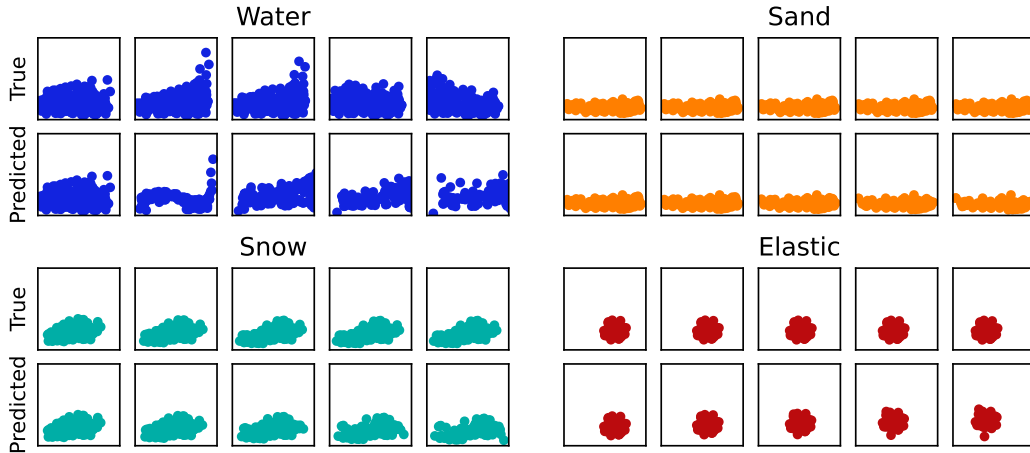 Water
Sand
True
Predicted
Snow
Elastic
True
Predicted